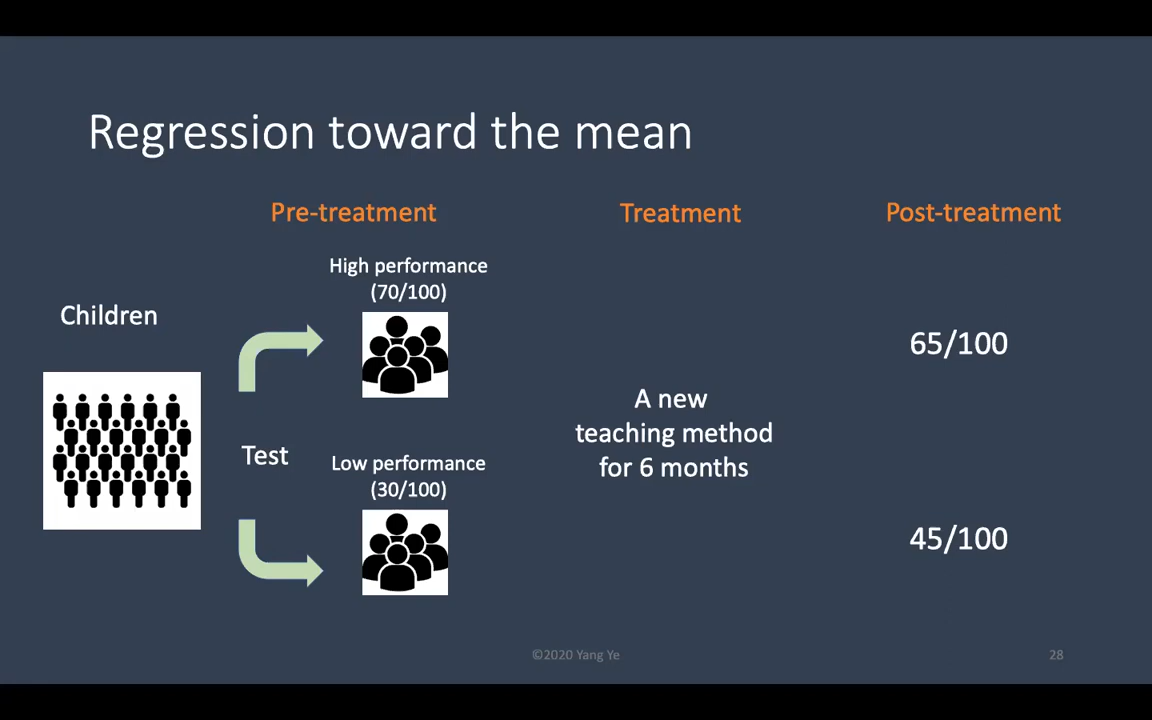 Regression toward the mean
Pre-treatment
Treatment
Post-treatment
High performance
(70/100)
Children
65/100
A new
teaching method
for 6 months
Test
Low performance
(30/100)
45/100
©2020 Yang Ye
28